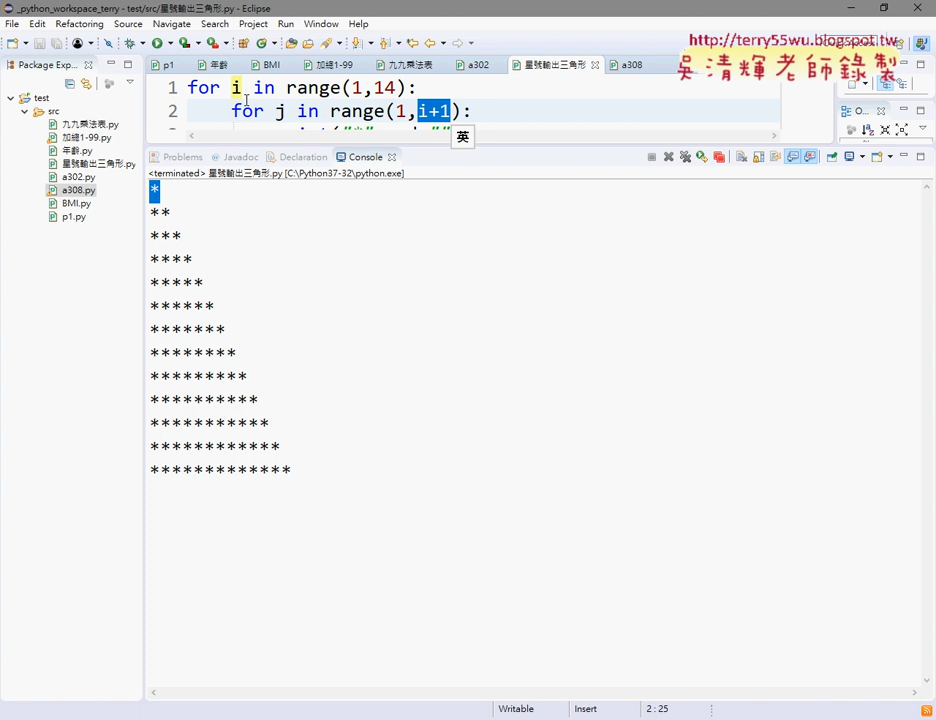 _python_workspace_terry - test/src/星號輸出三角形.py - Eclipse
File Edit Refactoring Source Navigate Search Project Run Window Help
http://terry55wu.blogspot.tw
吳清輝老師錄製
Package Exp...
p1 年齡 BMI 加總1-99 九九乘法表 a302 星號輸出三角形 a308
test
src
九九乘法表.py
加總1-99.py
年齡.py
星號輸出三角形.py
a302.py
a308.py
BMI.py
p1.py
1 for i in range(1,14):
2 for j in range(1,i+1):
英
O...
Problems Javadoc Declaration Console
<terminated> 星號輸出三角形.py [C:\Python37-32\python.exe]
*
**
***
****
*****
******
*******
********
*********
**********
***********
************
*************
Writable Insert 2 : 25